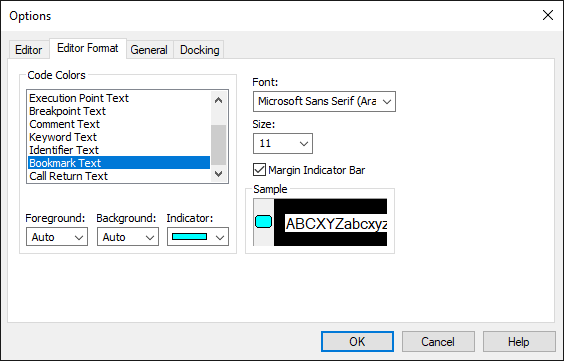 Options
Editor
Editor Format
General
Docking
Code Colors
Execution Point Text
Breakpoint Text
Comment Text
Keyword Text
Identifier Text
Bookmark Text
Call Return Text
Foreground:
Background:
Indicator:
Auto
Auto
Font:
Microsoft Sans Serif (Ara
Size:
11
Margin Indicator Bar
Sample
ABCXYZabcxyz
OK
Cancel
Help